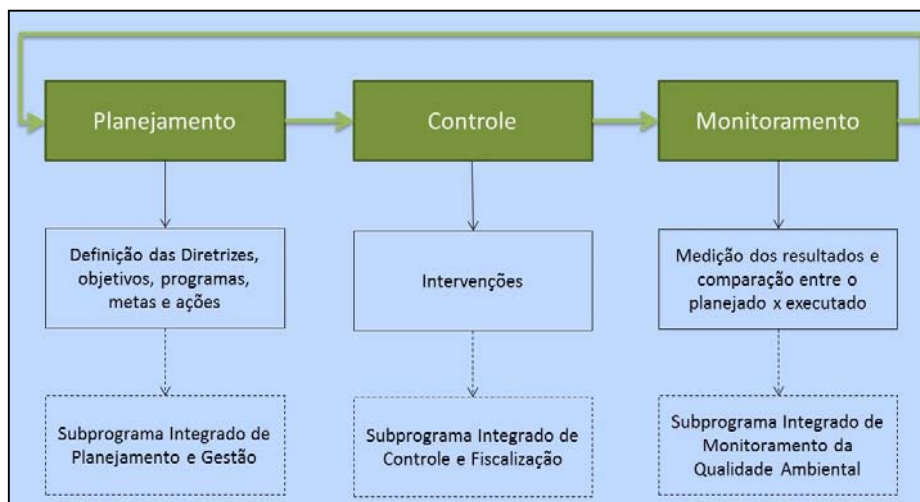 Planejamento
Controle
Monitoramento
Definição das Diretrizes,
objetivos, programas,
metas e ações
Intervenções
Medição dos resultados e
comparação entre o
planejado x executado
Subprograma Integrado de
Planejamento e Gestão
Subprograma Integrado de
Controle e Fiscalização
Subprograma Integrado de
Monitoramento da
Qualidade Ambiental